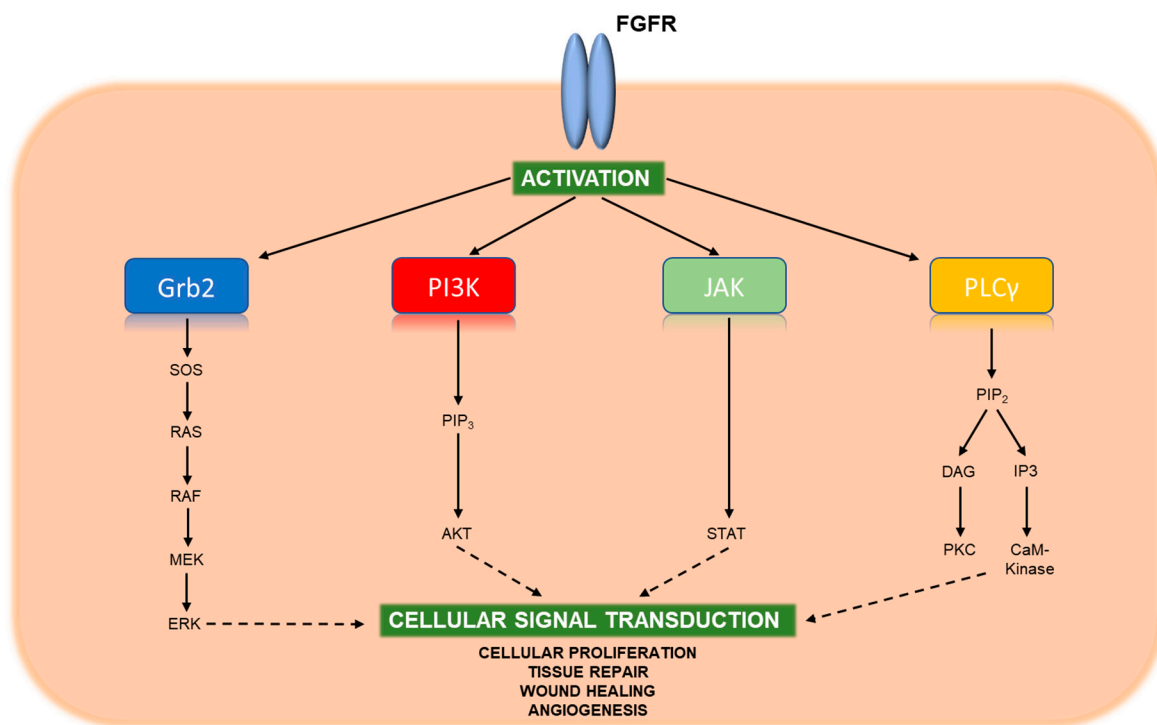 FGFR
ACTIVATION
Grb2
PI3K
JAK
PLCγ
SOS
RAS
RAF
MEK
ERK
PIP₃
AKT
STAT
PIP₂
DAG
IP3
PKC
CaM-
Kinase
CELLULAR SIGNAL TRANSDUCTION
CELLULAR PROLIFERATION
TISSUE REPAIR
WOUND HEALING
ANGIOGENESIS